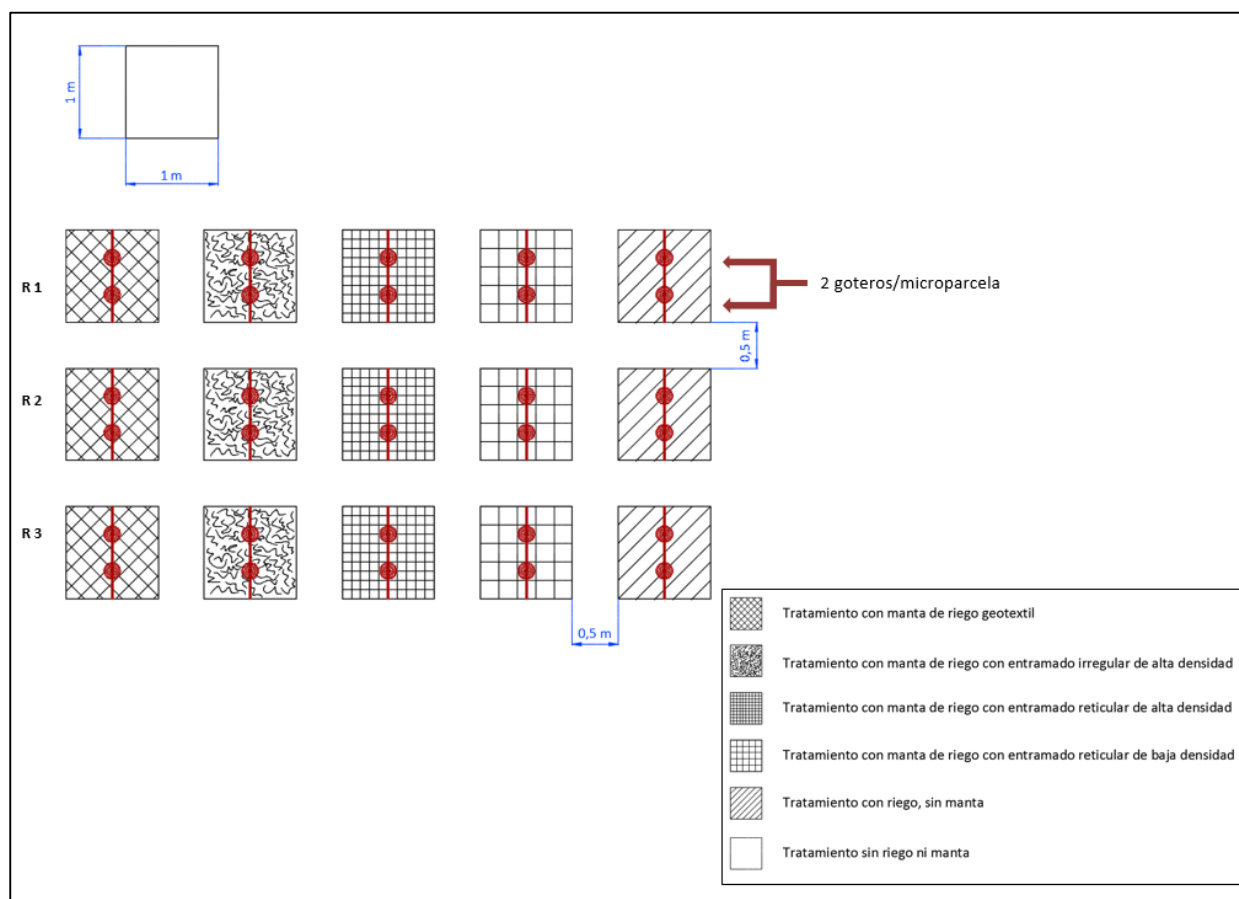 1 m
1 m
R 1
2 goteros/microparcela
0,5 m
R 2
R 3
0,5 m
Tratamiento con manta de riego geotextil
Tratamiento con manta de riego con entramado irregular de alta densidad
Tratamiento con manta de riego con entramado reticular de alta densidad
Tratamiento con manta de riego con entramado reticular de baja densidad
Tratamiento con riego, sin manta
Tratamiento sin riego ni manta